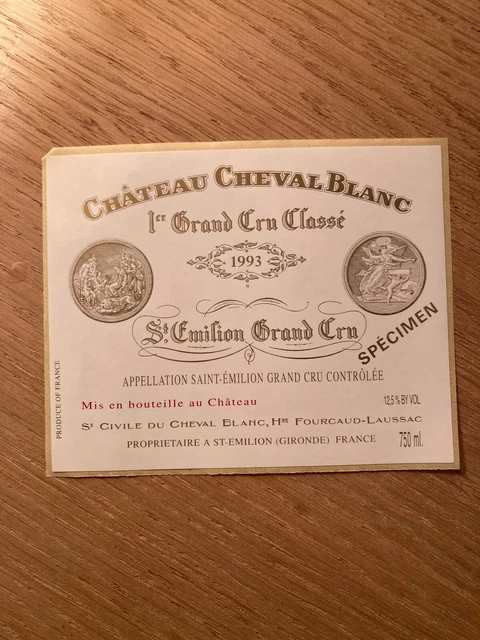 CHÂTEAU CHEVAL BLANC
1er Grand Cru Classé
1993
St Emilion Grand Cru
SPÉCIMEN
APPELLATION SAINT-ÉMILION GRAND CRU CONTRÔLÉE
Mis en bouteille au Château
12,5 % BY VOL.
Sté CIVILE DU CHEVAL BLANC, Hers FOURCAUD-LAUSSAC
PROPRIETAIRE A ST-EMILION (GIRONDE) FRANCE
750 ml.
PRODUCE OF FRANCE